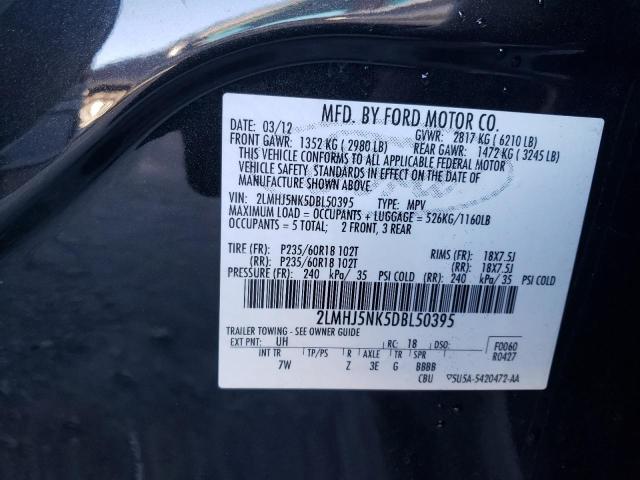 MFD. BY FORD MOTOR CO.
DATE: 03/12 GVWR: 2817 KG ( 6210 LB)
FRONT GAWR: 1352 KG ( 2980 LB) REAR GAWR: 1472 KG ( 3245 LB)
THIS VEHICLE CONFORMS TO ALL APPLICABLE FEDERAL MOTOR
VEHICLE SAFETY STANDARDS IN EFFECT ON THE DATE OF
MANUFACTURE SHOWN ABOVE.
VIN: 2LMHJ5NK5DBL50395 TYPE: MPV
MAXIMUM LOAD = OCCUPANTS + LUGGAGE = 526KG/1160LB
OCCUPANTS = 5 TOTAL; 2 FRONT, 3 REAR
TIRE (FR): P235/60R18 102T RIMS (FR): 18X7.5J
(RR): P235/60R18 102T (RR): 18X7.5J
PRESSURE (FR): 240 kPa/ 35 PSI COLD (RR): 240 kPa/ 35 PSI COLD
2LMHJ5NK5DBL50395
TRAILER TOWING - SEE OWNER GUIDE
EXT PNT: UH RC: 18 DSO: F0060
R0427
INT TR TP/PS R AXLE TR SPR
7W Z 3E G BBBB
CBU 5U5A-5420472-AA